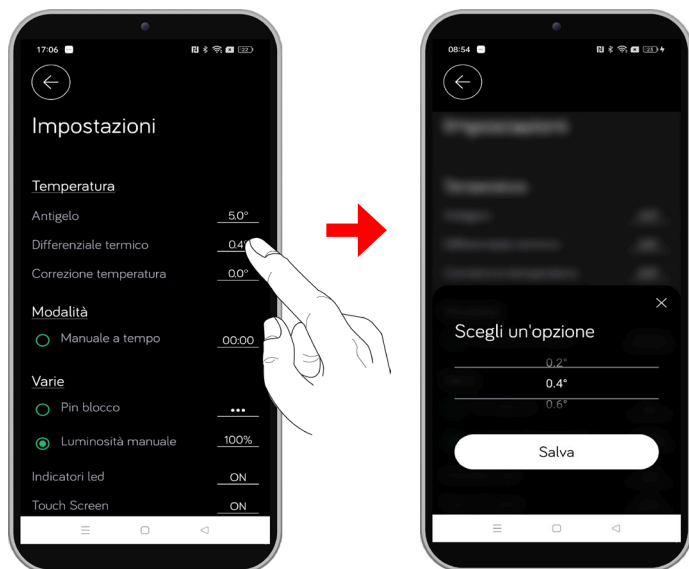 17:06
Impostazioni
Temperatura
Antigelo 5.0°
Differenziale termico 0.4°
Correzione temperatura 0.0°
Modalità
Manuale a tempo 00:00
Varie
Pin blocco •••
Luminosità manuale 100%
Indicatori led ON
Touch Screen ON
08:54
Scegli un'opzione
0.2°
0.4°
0.6°
Salva